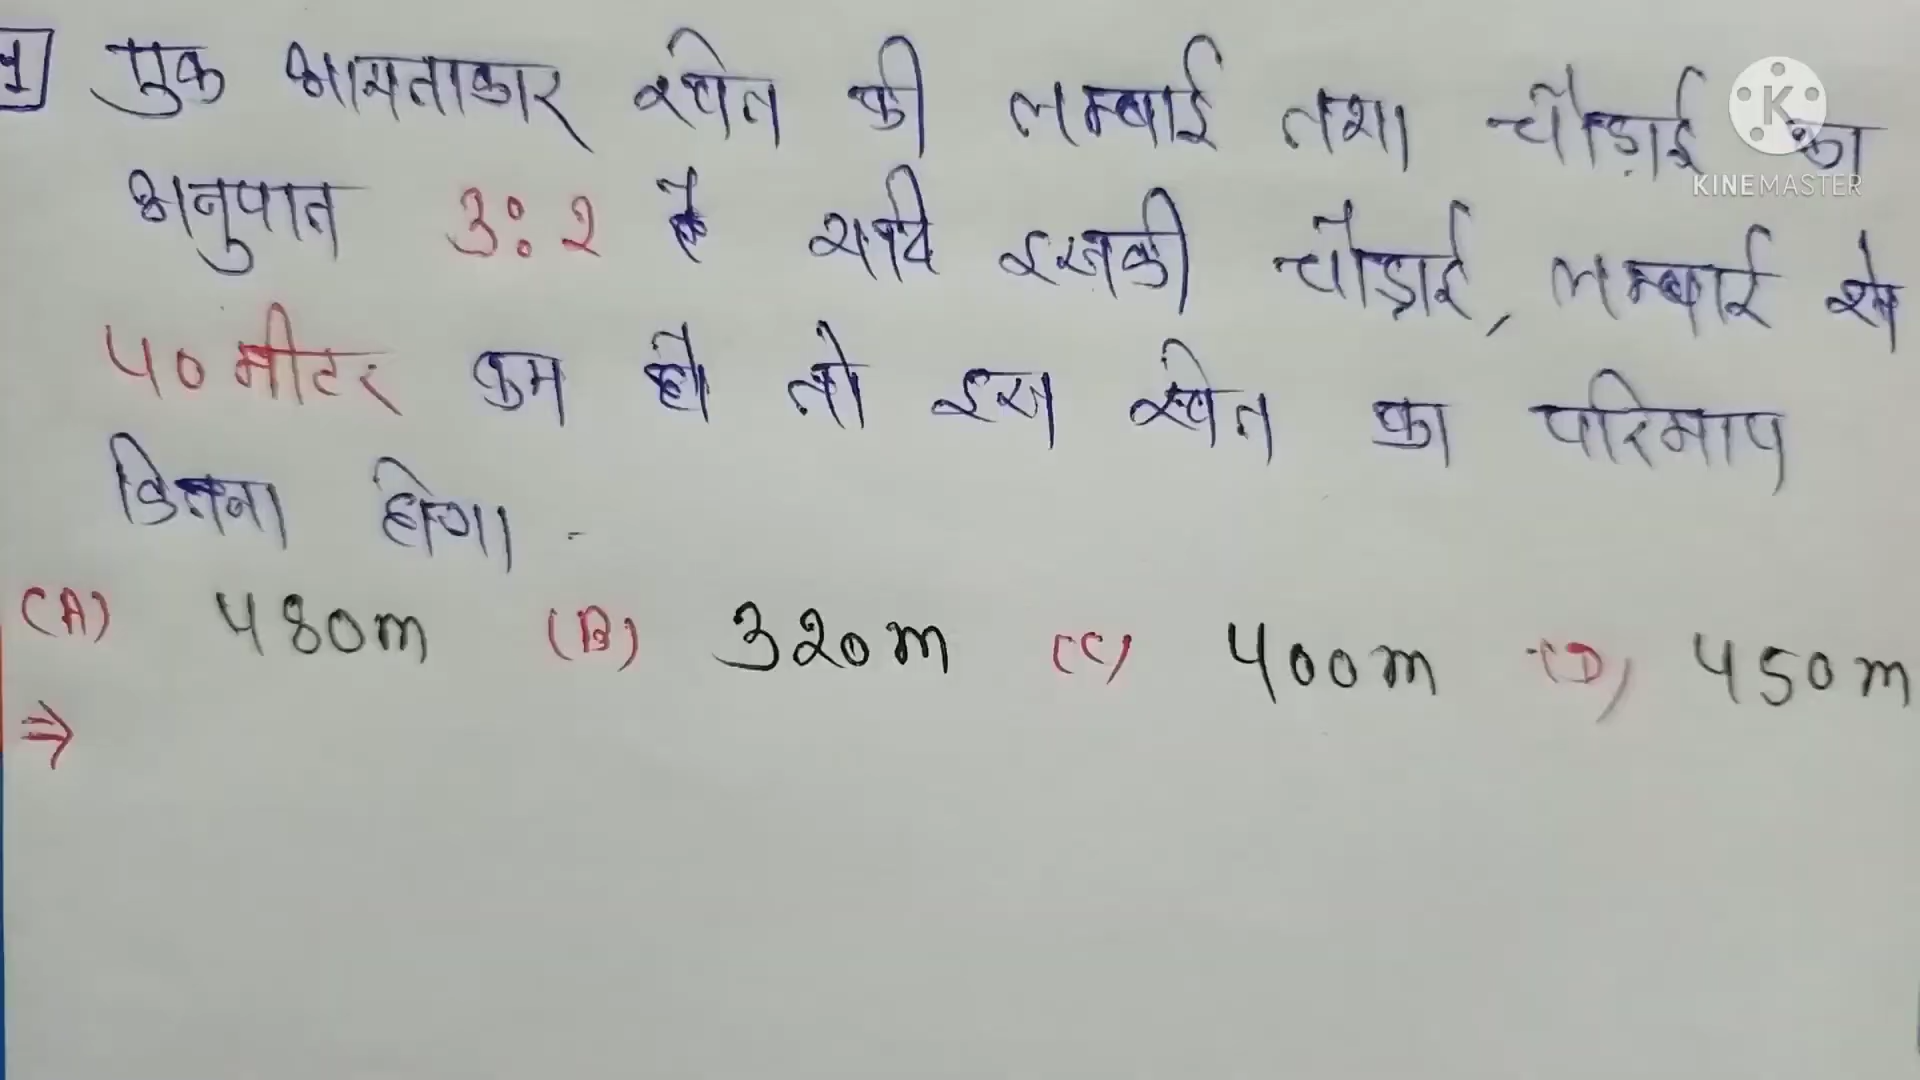 1 एक आयताकार खेत की लम्बाई तथा चौड़ाई का
KINEMASTER
अनुपात 3:2 है यदि इसकी चौड़ाई, लम्बाई से
40 मीटर कम हो तो इस खेत का परिमाप
कितना होगा -
(A) 480m (B) 320m (C) 400m (D) 450m
⇒